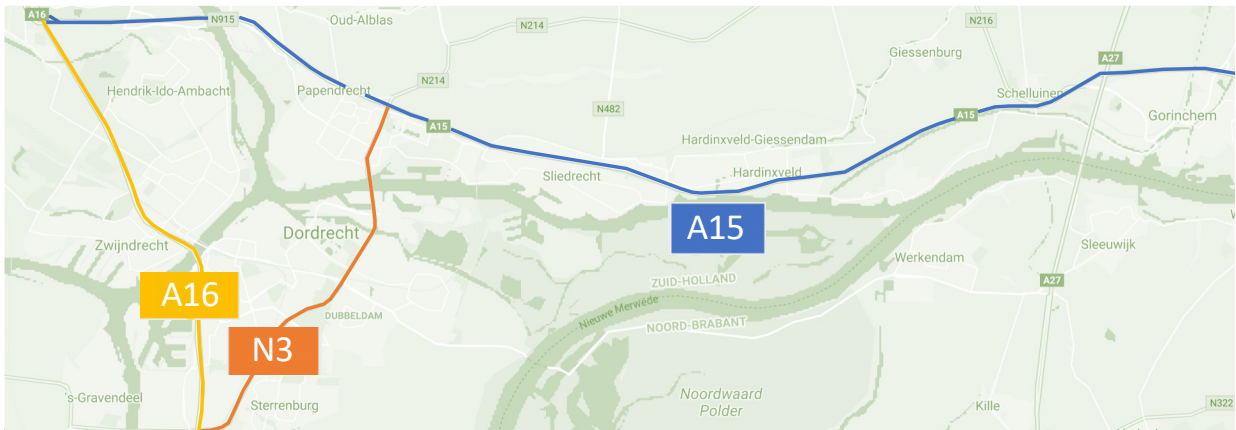 A16
N915
Oud-Alblas
N214
N216
Giessenburg
A27
N214
Hendrik-Ido-Ambacht
Papendrecht
N482
Schelluinen
A15
A15
Gorinchem
Hardinxveld-Giessendam
Sliedrecht
Hardinxveld
A15
Dordrecht
Zwijndrecht
Sleeuwijk
Werkendam
ZUID-HOLLAND
A27
A16
Nieuwe Merwede
DUBBELDAM
NOORD-BRABANT
N3
's-Gravendeel
Sterrenburg
Noordwaard
Polder
Kille
N322